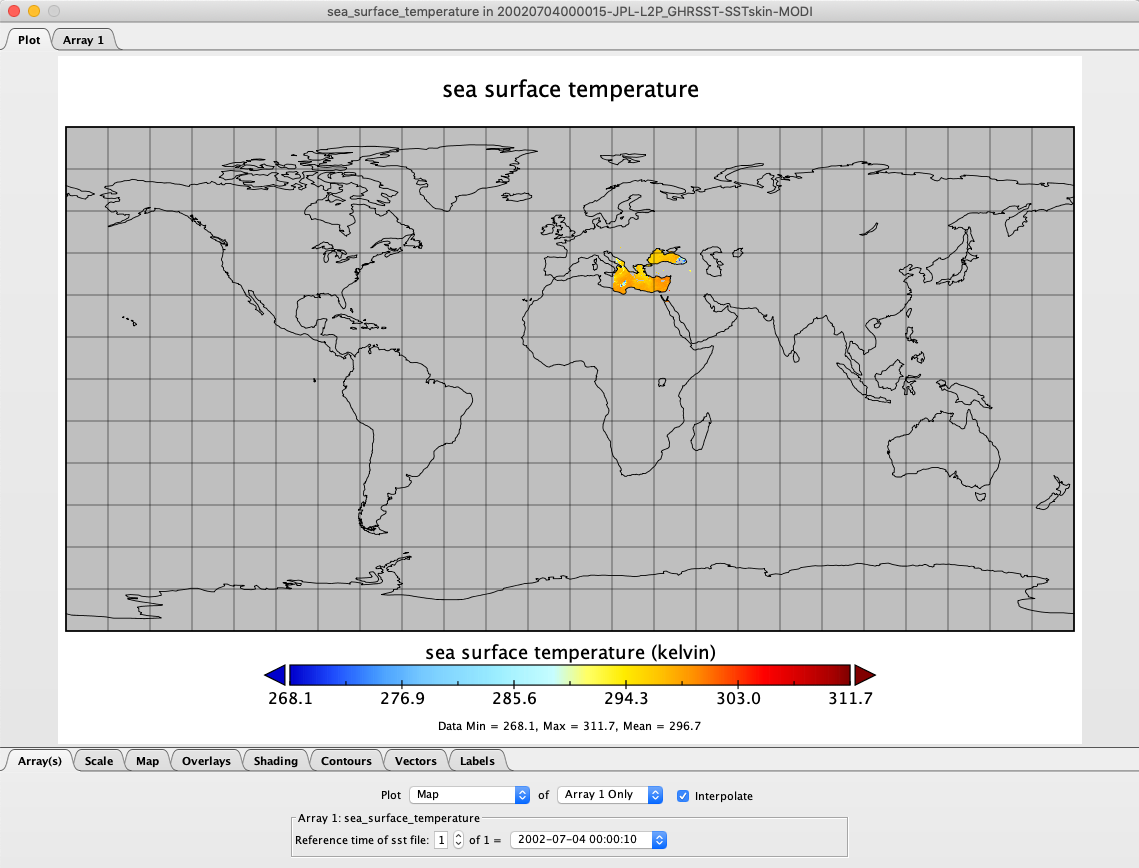 sea_surface_temperature in 20020704000015-JPL-L2P_GHRSST-SSTskin-MODI
Plot Array 1
sea surface temperature
sea surface temperature (kelvin)
268.1 276.9 285.6 294.3 303.0 311.7
Data Min = 268.1, Max = 311.7, Mean = 296.7
Array(s) Scale Map Overlays Shading Contours Vectors Labels
Plot Map of Array 1 Only Interpolate
Array 1: sea_surface_temperature
Reference time of sst file: 1 of 1 = 2002-07-04 00:00:10